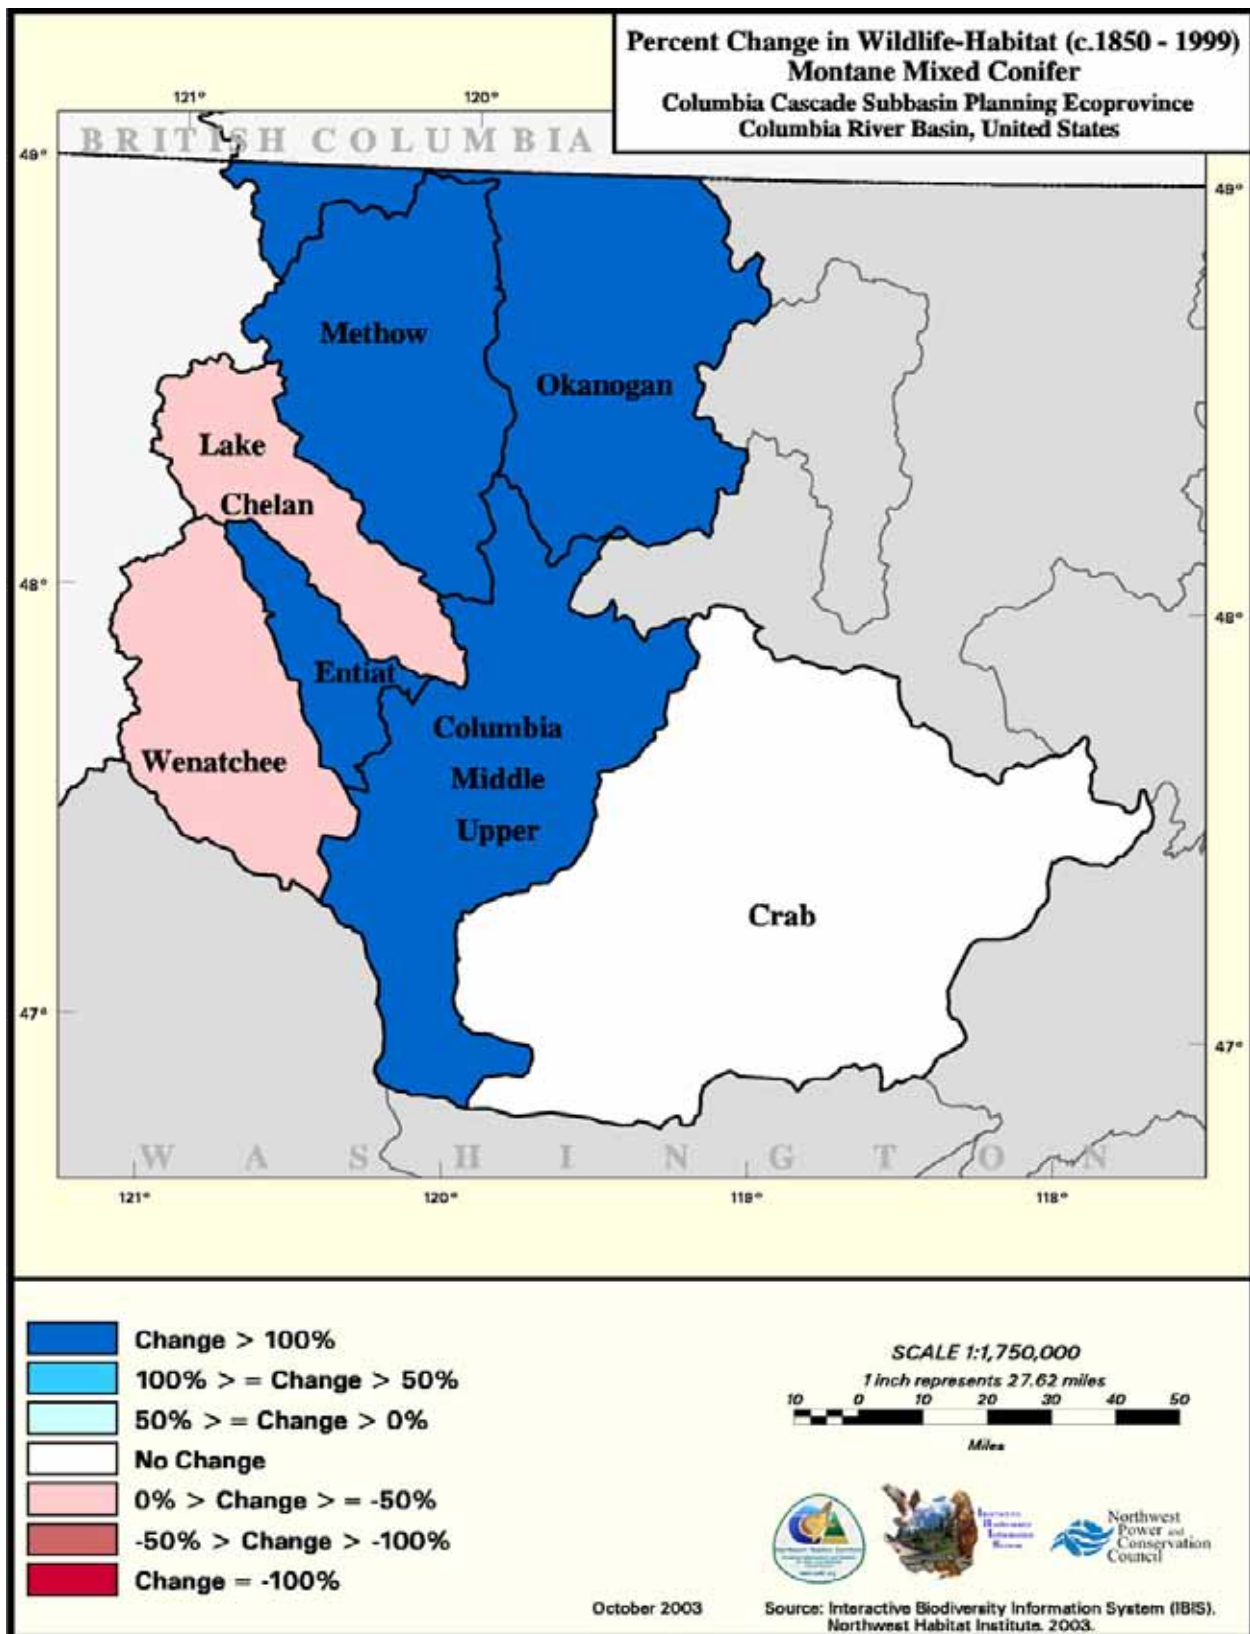 Percent Change in Wildlife-Habitat (c.1850 - 1999)
Montane Mixed Conifer
Columbia Cascade Subbasin Planning Ecoprovince
Columbia River Basin, United States
121°
120°
BRITISH COLUMBIA
49°
49°
Methow
Okanogan
Lake
Chelan
48°
48°
Entiat
Columbia
Middle
Upper
Wenatchee
Crab
47°
47°
WASHINGTON
121°
120°
119°
118°
Change > 100%
100% > = Change > 50%
50% > = Change > 0%
No Change
0% > Change > = -50%
-50% > Change > -100%
Change = -100%
SCALE 1:1,750,000
1 inch represents 27.62 miles
10 0 10 20 30 40 50
Miles
Interactive
Biodiversity
Information
System
Northwest
Power and
Conservation
Council
October 2003
Source: Interactive Biodiversity Information System (IBIS).
Northwest Habitat Institute. 2003.